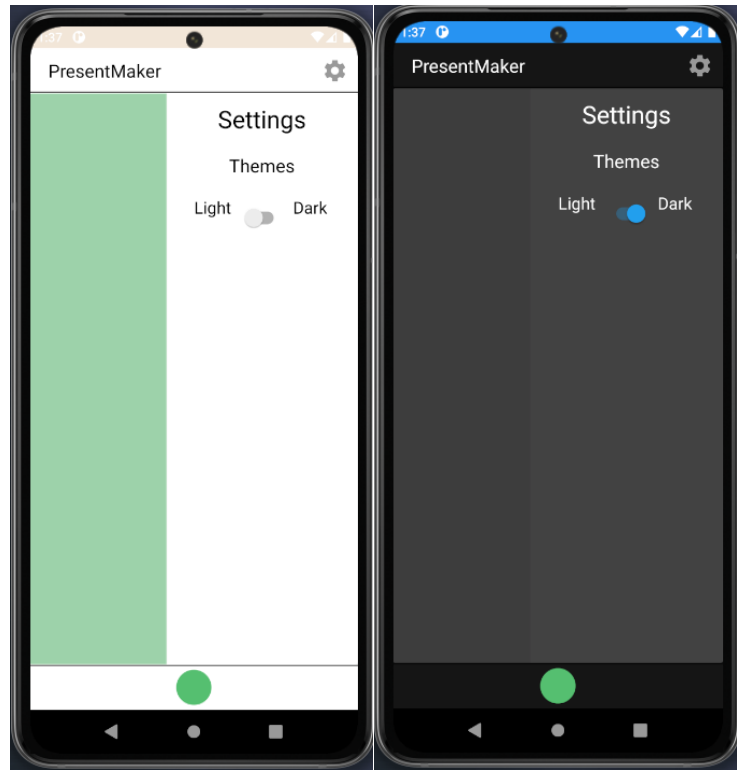 1:37
PresentMaker
Settings
Themes
Light Dark
1:37
PresentMaker
Settings
Themes
Light Dark